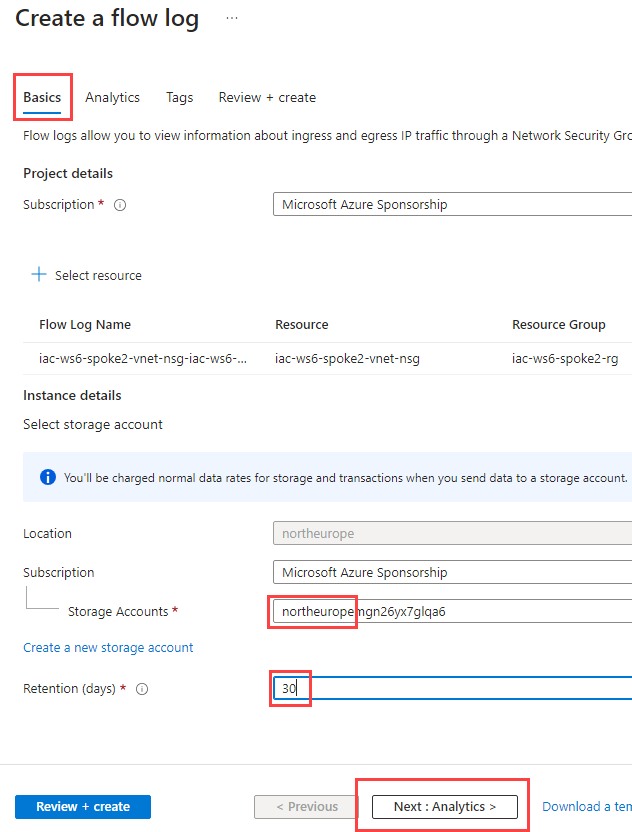 Create a flow log ...
Basics Analytics Tags Review + create
Flow logs allow you to view information about ingress and egress IP traffic through a Network Security Gro
Project details
Subscription * Microsoft Azure Sponsorship
+ Select resource
Flow Log Name Resource Resource Group
iac-ws6-spoke2-vnet-nsg-iac-ws6-... iac-ws6-spoke2-vnet-nsg iac-ws6-spoke2-rg
Instance details
Select storage account
You'll be charged normal data rates for storage and transactions when you send data to a storage account.
Location northeurope
Subscription Microsoft Azure Sponsorship
Storage Accounts * northeuropemgn26yx7glqa6
Create a new storage account
Retention (days) * 30
Review + create < Previous Next : Analytics > Download a tem